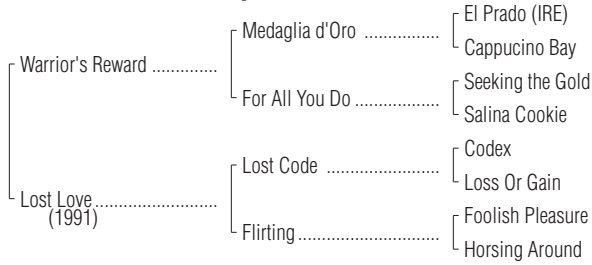 El Prado (IRE)
Medaglia d'Oro ................
Cappucino Bay
Warrior's Reward ..............
Seeking the Gold
For All You Do ..................
Salina Cookie
Codex
Lost Code ........................
Loss Or Gain
Lost Love..........................
(1991)
Foolish Pleasure
Flirting..............................
Horsing Around